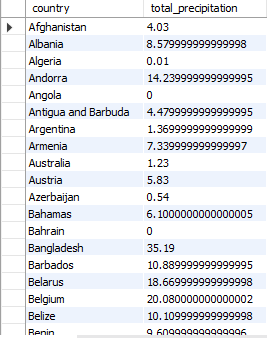 country total_precipitation
Afghanistan 4.03
Albania 8.579999999999998
Algeria 0.01
Andorra 14.239999999999995
Angola 0
Antigua and Barbuda 4.4799999999999995
Argentina 1.3699999999999999
Armenia 7.339999999999997
Australia 1.23
Austria 5.83
Azerbaijan 0.54
Bahamas 6.1000000000000005
Bahrain 0
Bangladesh 35.19
Barbados 10.889999999999995
Belarus 18.669999999999998
Belgium 20.080000000000002
Belize 10.109999999999998
Benin 9.609999999999996